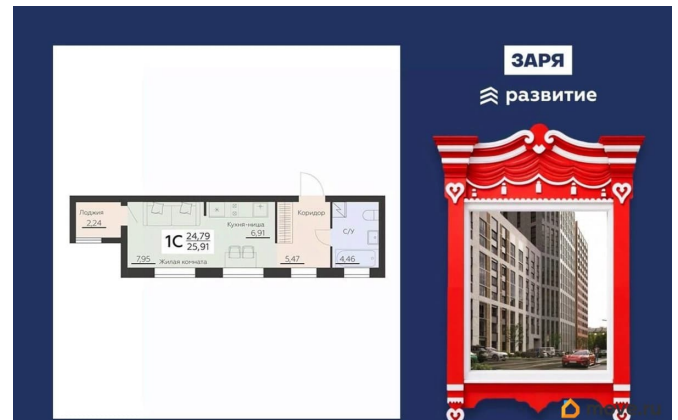 ЗАРЯ
развитие
Лоджия
2,24
1С
24,79
25,91
7,95
Жилая комната
Кухня-ниша
6,91
Коридор
5,47
С/У
4,46